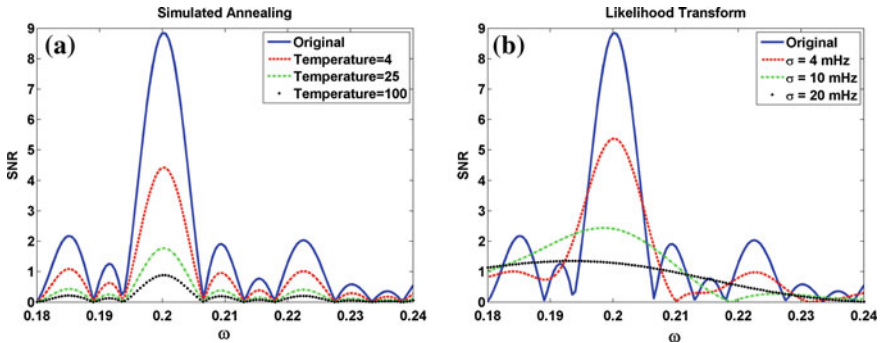 Simulated Annealing
(a)
Original
Temperature=4
Temperature=25
Temperature=100
SNR
9
8
7
6
5
4
3
2
1
0
0.18 0.19 0.2 0.21 0.22 0.23 0.24
ω
Likelihood Transform
(b)
Original
σ = 4 mHz
σ = 10 mHz
σ = 20 mHz
SNR
9
8
7
6
5
4
3
2
1
0
0.18 0.19 0.2 0.21 0.22 0.23 0.24
ω